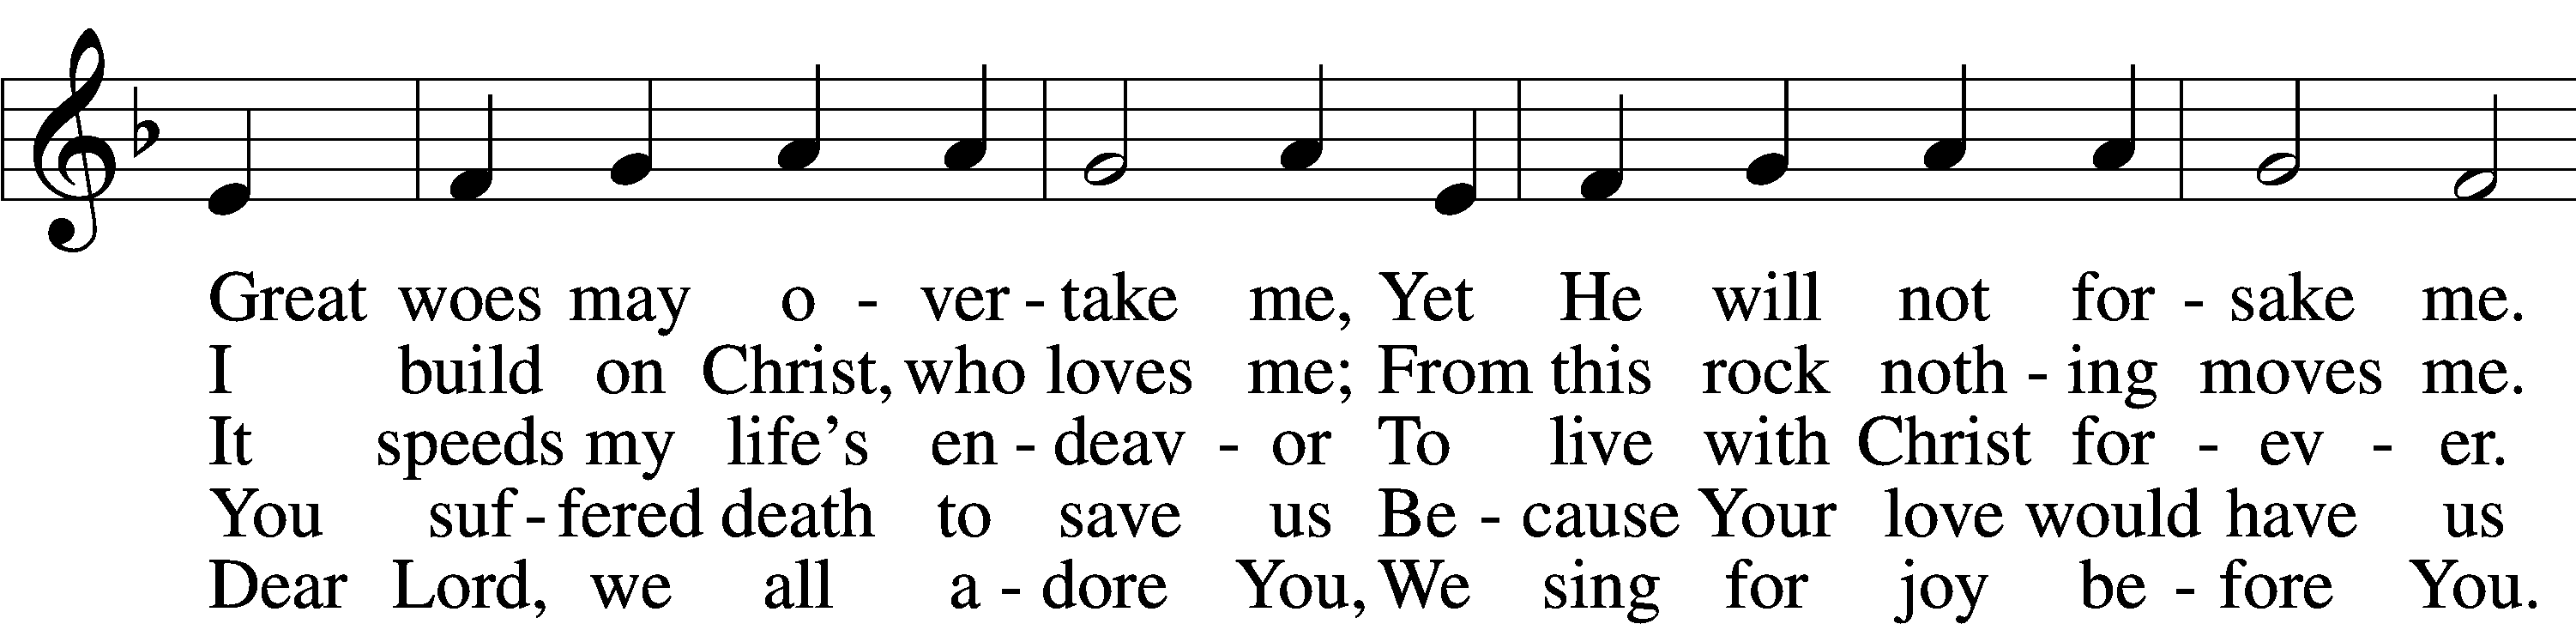 Great woes may o - ver - take me, Yet He will not for - sake me.
I build on Christ, who loves me; From this rock noth - ing moves me.
It speeds my life's en - deav - or To live with Christ for - ev - er.
You suf - fered death to save us Be - cause Your love would have us
Dear Lord, we all a - dore You, We sing for joy be - fore You.